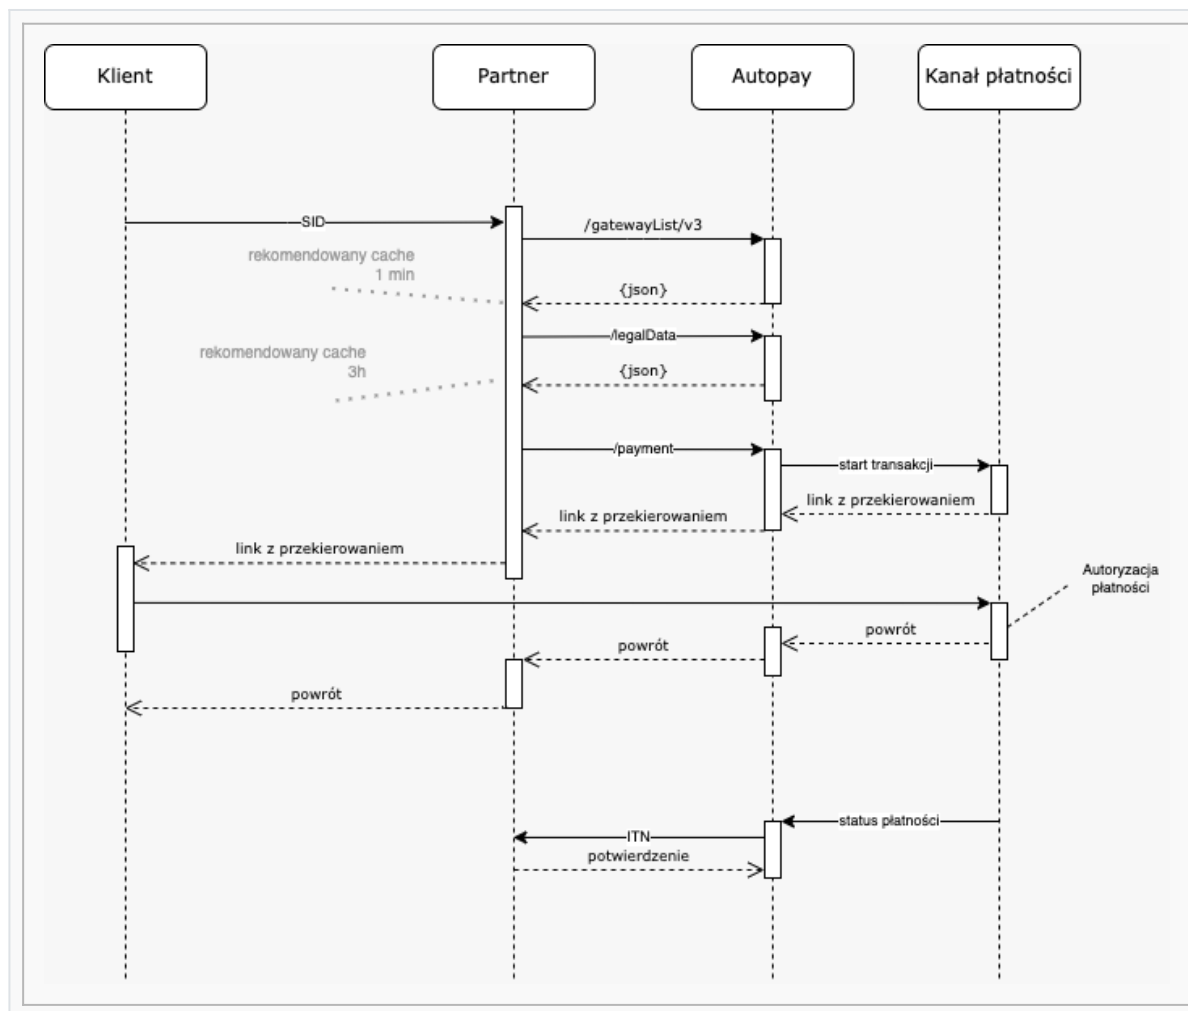 Klient
Partner
Autopay
Kanał płatności
SID
/gatewayList/v3
rekomendowany cache
1 min
{json}
/legalData
rekomendowany cache
3h
{json}
/payment
start transakcji
link z przekierowaniem
link z przekierowaniem
link z przekierowaniem
Autoryzacja
płatności
powrót
powrót
powrót
status płatności
ITN
potwierdzenie